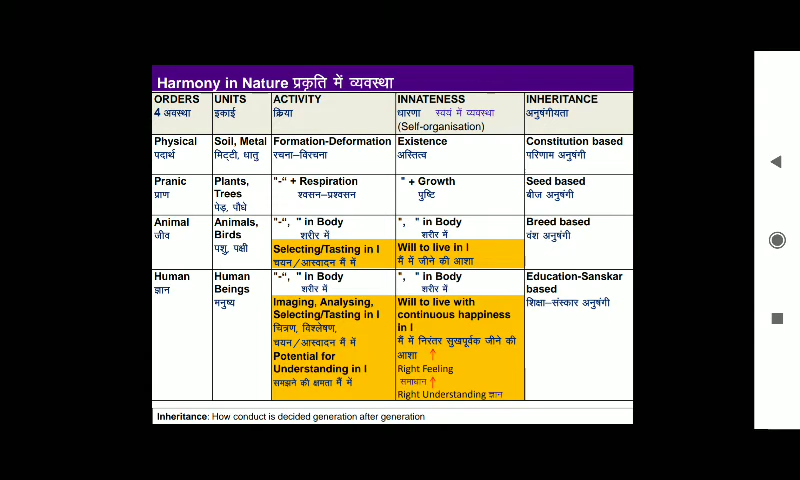 Harmony in Nature प्रकृति में व्यवस्था
ORDERS UNITS ACTIVITY INNATENESS INHERITANCE
4 अवस्था इकाई क्रिया धारणा स्वयं में व्यवस्था अनुषंगीयता
(Self-organisation)
Physical Soil, Metal Formation-Deformation Existence Constitution based
पदार्थ मिट्टी, धातु रचना–विरचना अस्तित्व परिणाम अनुषंगी
Pranic Plants, "-“ + Respiration " + Growth Seed based
प्राण Trees श्वसन–प्रश्वसन पुष्टि बीज अनुषंगी
पेड़, पौधे
Animal Animals, "-“, " in Body ", " in Body Breed based
जीव Birds शरीर में शरीर में वंश अनुषंगी
पशु, पक्षी Selecting/Tasting in I Will to live in I
चयन/आस्वादन मैं में मैं में जीने की आशा
Human Human "-“, " in Body ", " in Body Education-Sanskar
ज्ञान Beings शरीर में शरीर में based
मनुष्य Imaging, Analysing, Will to live with शिक्षा–संस्कार अनुषंगी
Selecting/Tasting in I continuous happiness
चित्रण, विश्लेषण, in I
चयन/आस्वादन मैं में मैं में निरंतर सुखपूर्वक जीने की
Potential for आशा ↑
Understanding in I Right Feeling
समझने की क्षमता मैं में समाधान ↑
Right Understanding ज्ञान
Inheritance: How conduct is decided generation after generation